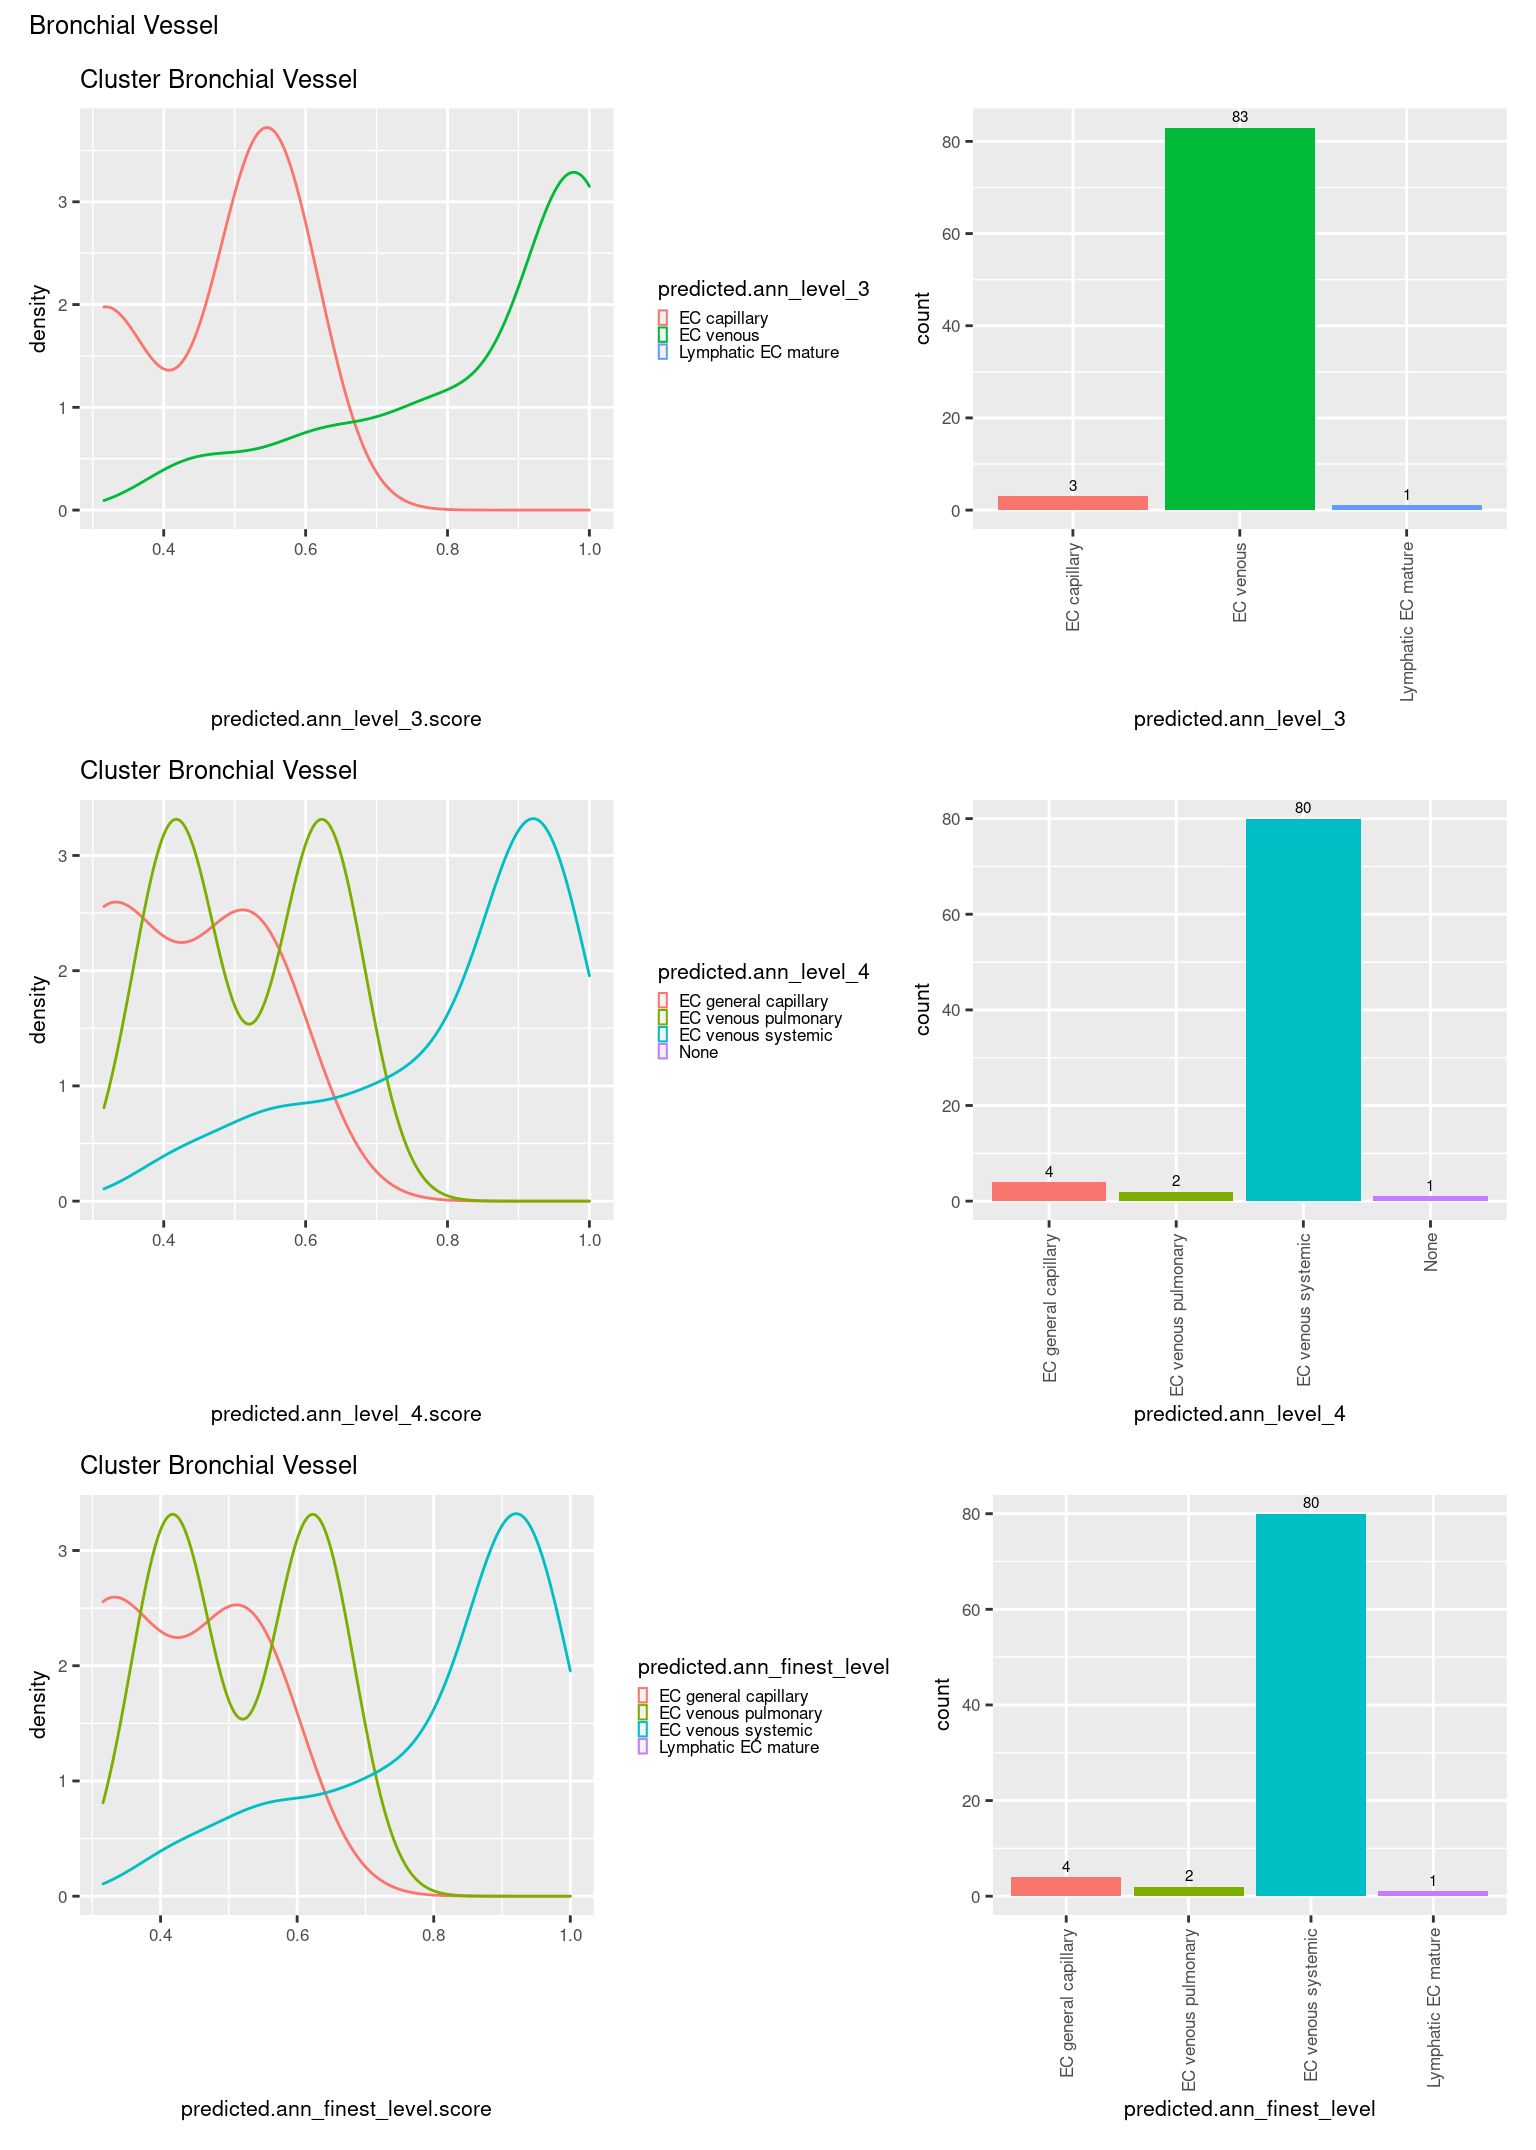 Bronchial Vessel
Cluster Bronchial Vessel
density
3
2
1
0
0.4
0.6
0.8
1.0
predicted.ann_level_3.score
predicted.ann_level_3
EC capillary
EC venous
Lymphatic EC mature
count
80
60
40
20
0
3
83
1
EC capillary
EC venous
Lymphatic EC mature
predicted.ann_level_3
Cluster Bronchial Vessel
density
3
2
1
0
0.4
0.6
0.8
1.0
predicted.ann_level_4.score
predicted.ann_level_4
EC general capillary
EC venous pulmonary
EC venous systemic
None
count
80
60
40
20
0
4
2
80
1
EC general capillary
EC venous pulmonary
EC venous systemic
None
predicted.ann_level_4
Cluster Bronchial Vessel
density
3
2
1
0
0.4
0.6
0.8
1.0
predicted.ann_finest_level.score
predicted.ann_finest_level
EC general capillary
EC venous pulmonary
EC venous systemic
Lymphatic EC mature
count
80
60
40
20
0
4
2
80
1
EC general capillary
EC venous pulmonary
EC venous systemic
Lymphatic EC mature
predicted.ann_finest_level